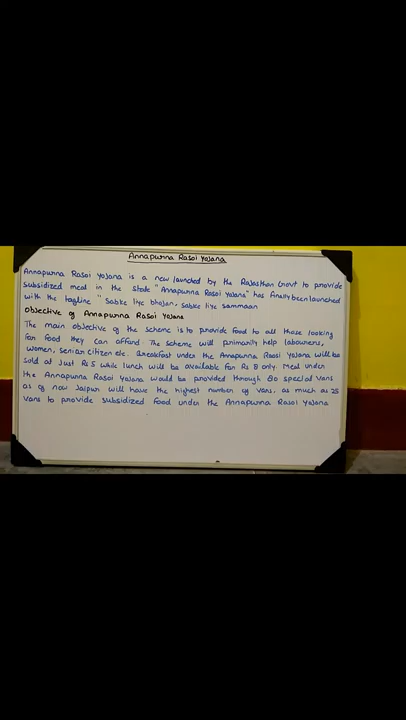 Annapurna Rasoi Yojana
Annapurna Rasoi Yojana is a new launched by the Rajasthan Govt to provide
subsidized meal in the State "Annapurna Rasoi Yojana" has finally been launched
with the tagline " Sabke liye bhojan, sabke liye sammaan
Objective of Annapurna Rasoi Yojana
The main objective of the scheme is to provide food to all those looking
for food they can afford. The scheme will primarily help labouners,
women, senian citizen etc. Breakfast under the Annapurna Rasoi Yojana will be
sold at Just Rs 5 while lunch will be available for Rs 8 only. Meal under
the Annapurna Rasoi Yojana would be provided through 80 special vans
as of now Jaipur will have the highest number of vans. as much as 25
vans to provide subsidized food under the Annapurna Rasoi Yojana